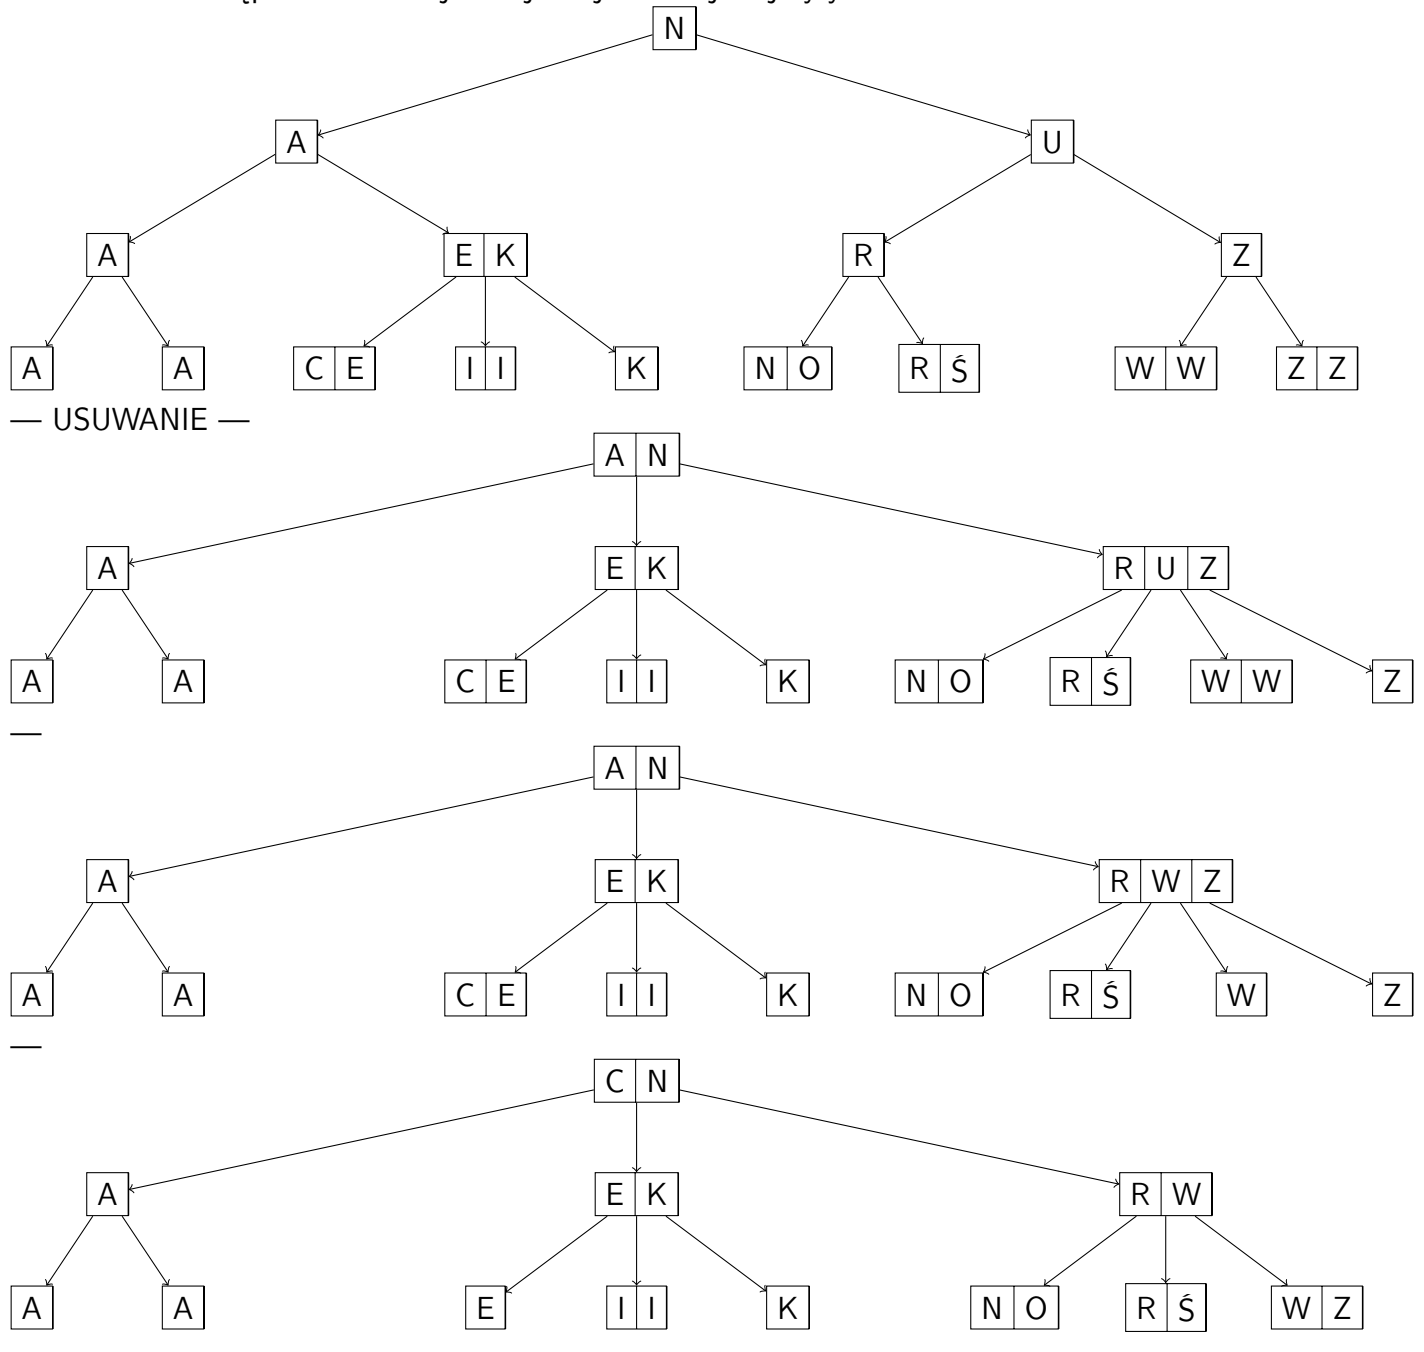 N
A U
A E K R Z
A A C E I I K N O R Ś W W Z Z
— USUWANIE —
A N
A E K R U Z
A A C E I I K N O R Ś W W Z
—
A N
A E K R W Z
A A C E I I K N O R Ś W Z
—
C N
A E K R W
A A E I I K N O R Ś W Z